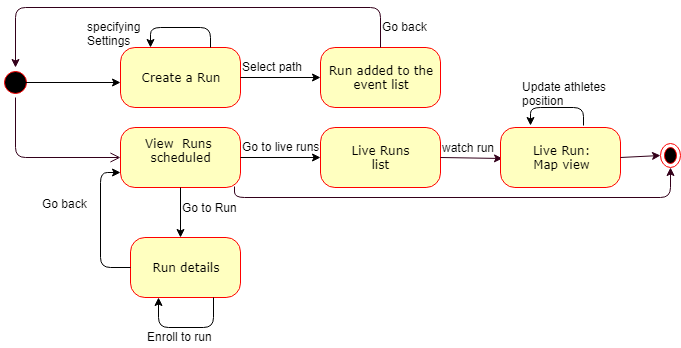 specifying
Settings
Go back
Create a Run
Select path
Run added to the
event list
Update athletes
position
View  Runs
scheduled
Go to live runs
Live Runs
list
watch run
Live Run:
Map view
Go back
Go to Run
Run details
Enroll to run